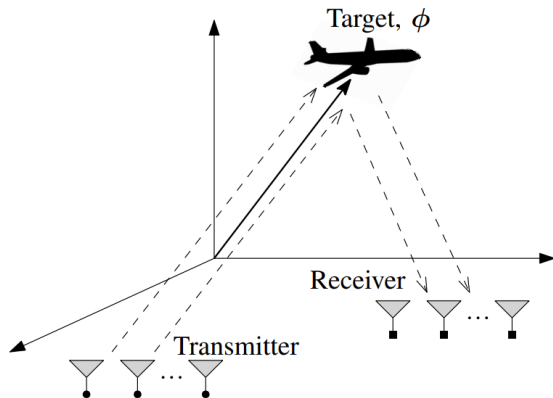 Target, ϕ
Receiver
...
Transmitter
...